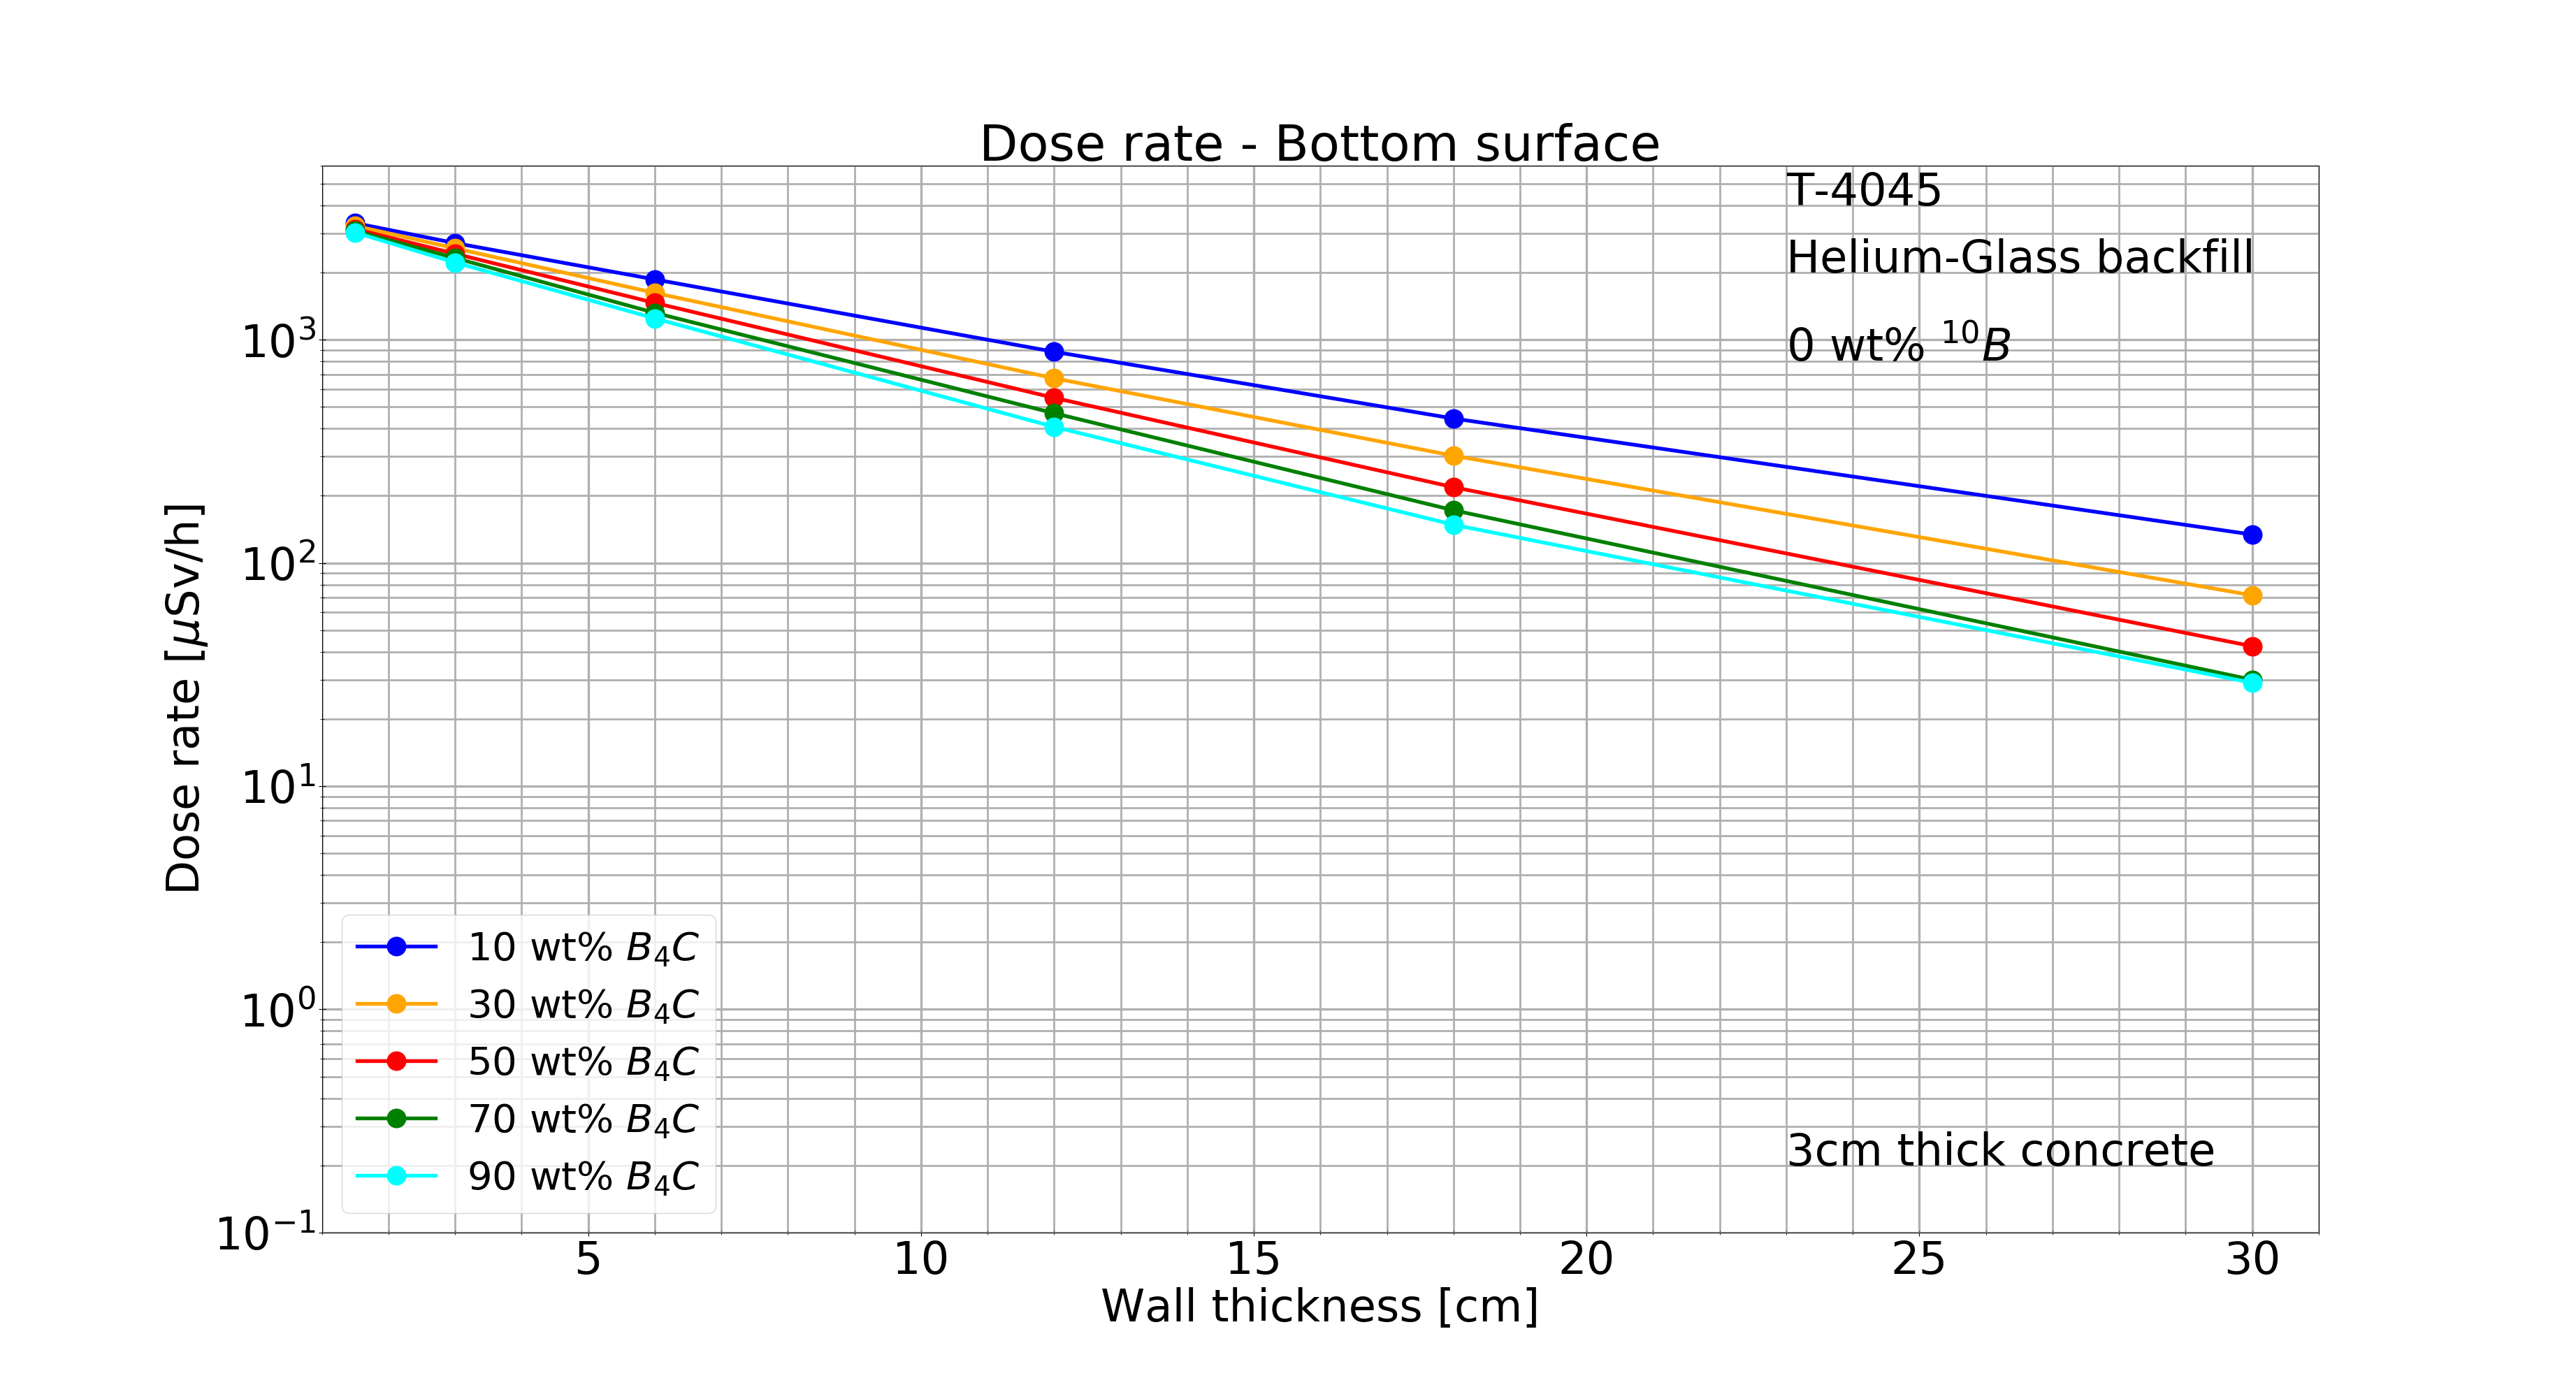 Dose rate - Bottom surface
T-4045
Helium-Glass backfill
0 wt% ¹⁰B
10³
10²
10¹
10⁰
10⁻¹
Dose rate [μSv/h]
10 wt% B₄C
30 wt% B₄C
50 wt% B₄C
70 wt% B₄C
90 wt% B₄C
3cm thick concrete
5 10 15 20 25 30
Wall thickness [cm]